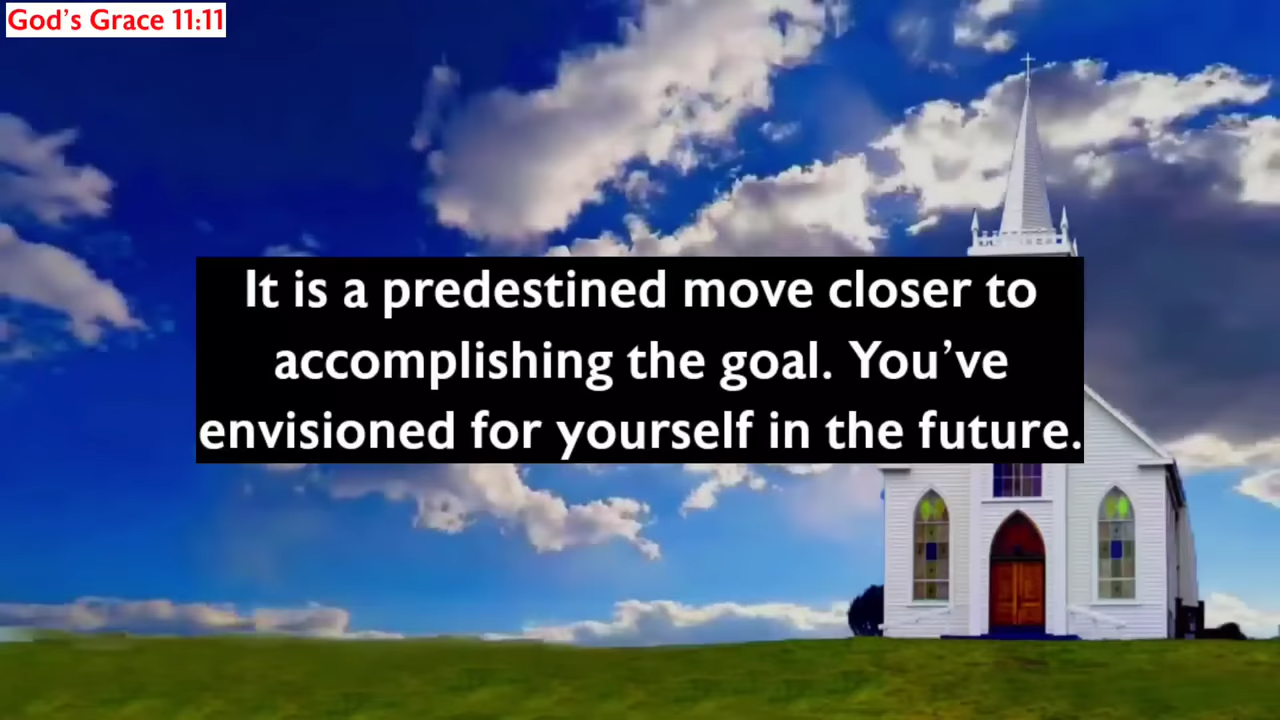 God’s Grace 11:11
It is a predestined move closer to
accomplishing the goal. You’ve
envisioned for yourself in the future.